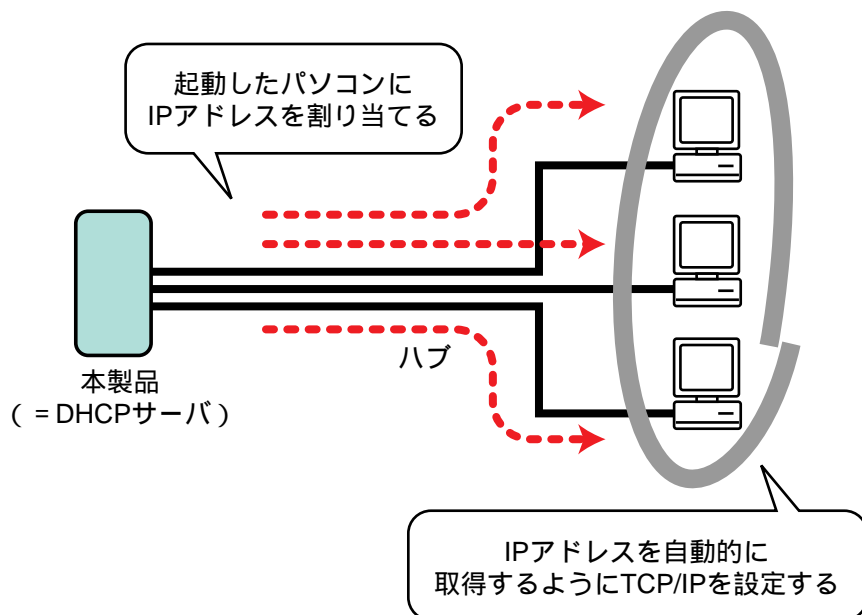 起動したパソコンに
IPアドレスを割り当てる
ハブ
本製品
( = DHCPサーバ )
IPアドレスを自動的に
取得するようにTCP/IPを設定する